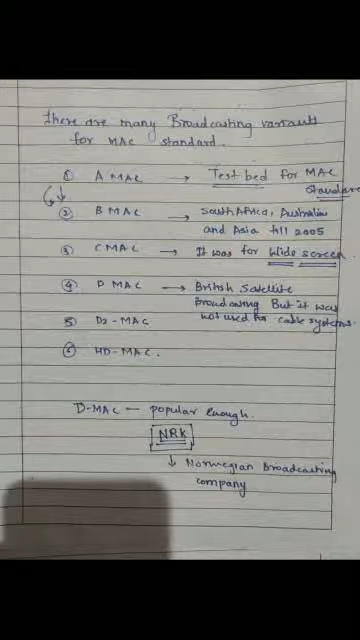 There are many Broadcasting variants
for MAC standard.
① A MAC → Test bed for MAC
Standard
② B MAC → South Africa, Australia
and Asia till 2005
③ C MAC → It was for Wide screen
④ D MAC → British Satellite
broadcasting But it was
not used for cable systems.
⑤ D2-MAC
⑥ HD-MAC.
D-MAC — popular enough.
[NRK]
↓ Norwegian Broadcasting
company